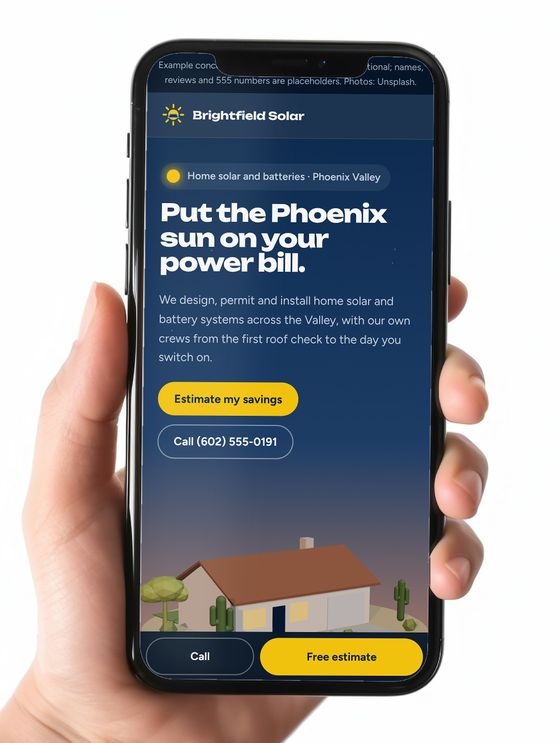 Example tional; names,
reviews and 555 numbers are placeholders. Photos: Unsplash.
Brightfield Solar
Home solar and batteries · Phoenix Valley
Put the Phoenix
sun on your
power bill.
We design, permit and install home solar and
battery systems across the Valley, with our own
crews from the first roof check to the day you
switch on.
Estimate my savings
Call (602) 555-0191
Call
Free estimate